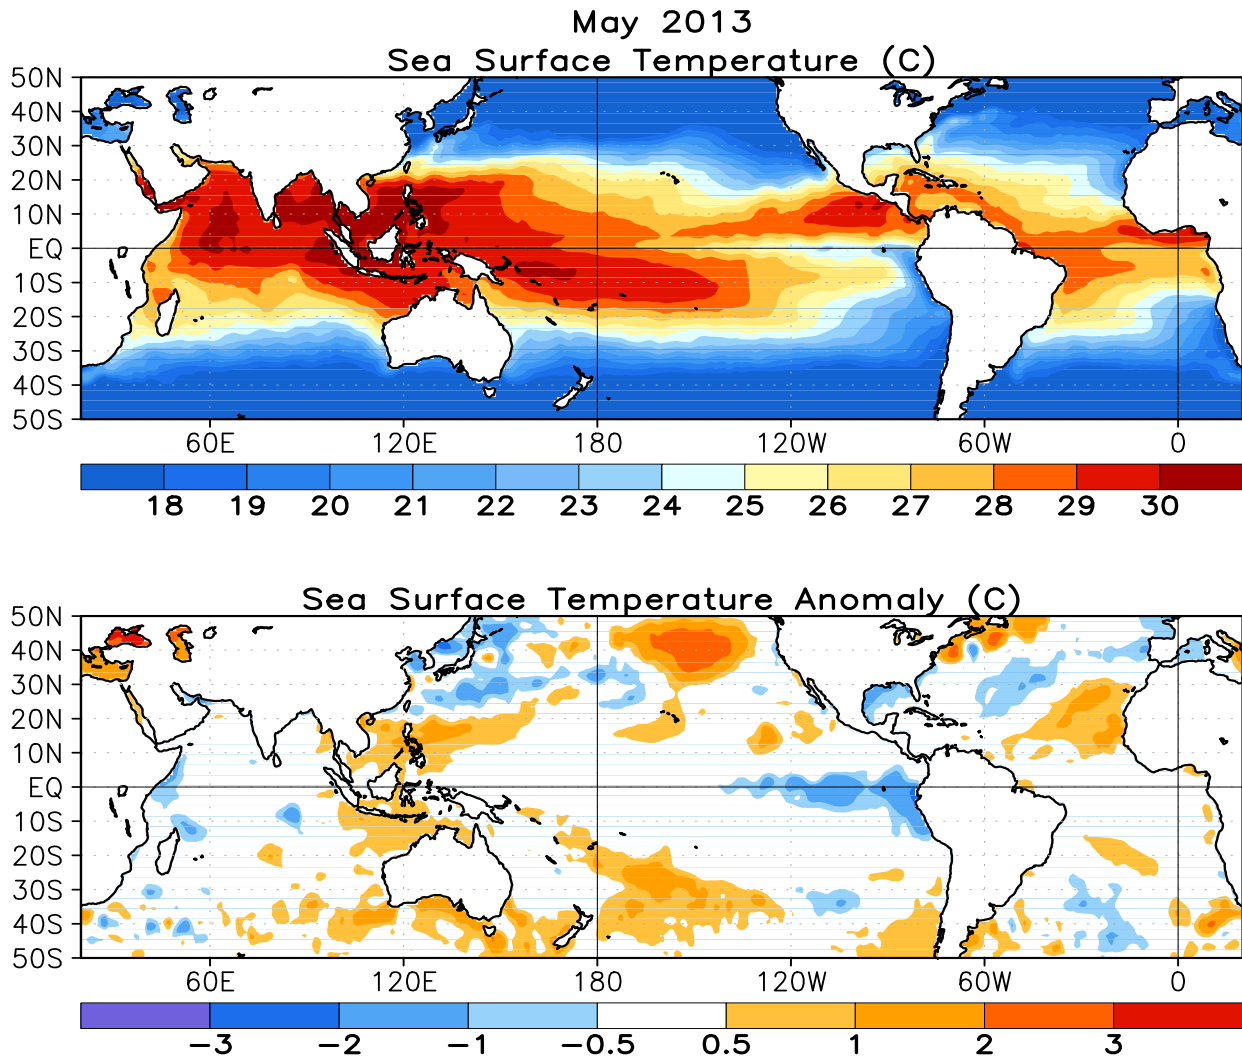 May 2013
Sea Surface Temperature (C)
50N
40N
30N
20N
10N
EQ
10S
20S
30S
40S
50S
60E 120E 180 120W 60W 0
18 19 20 21 22 23 24 25 26 27 28 29 30
Sea Surface Temperature Anomaly (C)
50N
40N
30N
20N
10N
EQ
10S
20S
30S
40S
50S
60E 120E 180 120W 60W 0
−3 −2 −1 −0.5 0.5 1 2 3